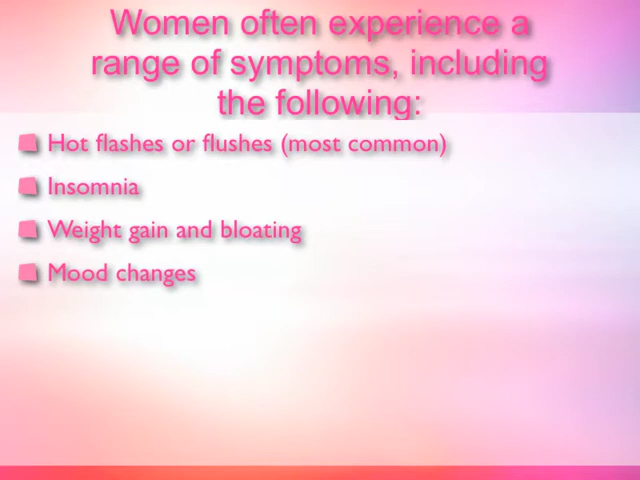 Women often experience a
range of symptoms, including
the following:
Hot flashes or flushes (most common)
Insomnia
Weight gain and bloating
Mood changes